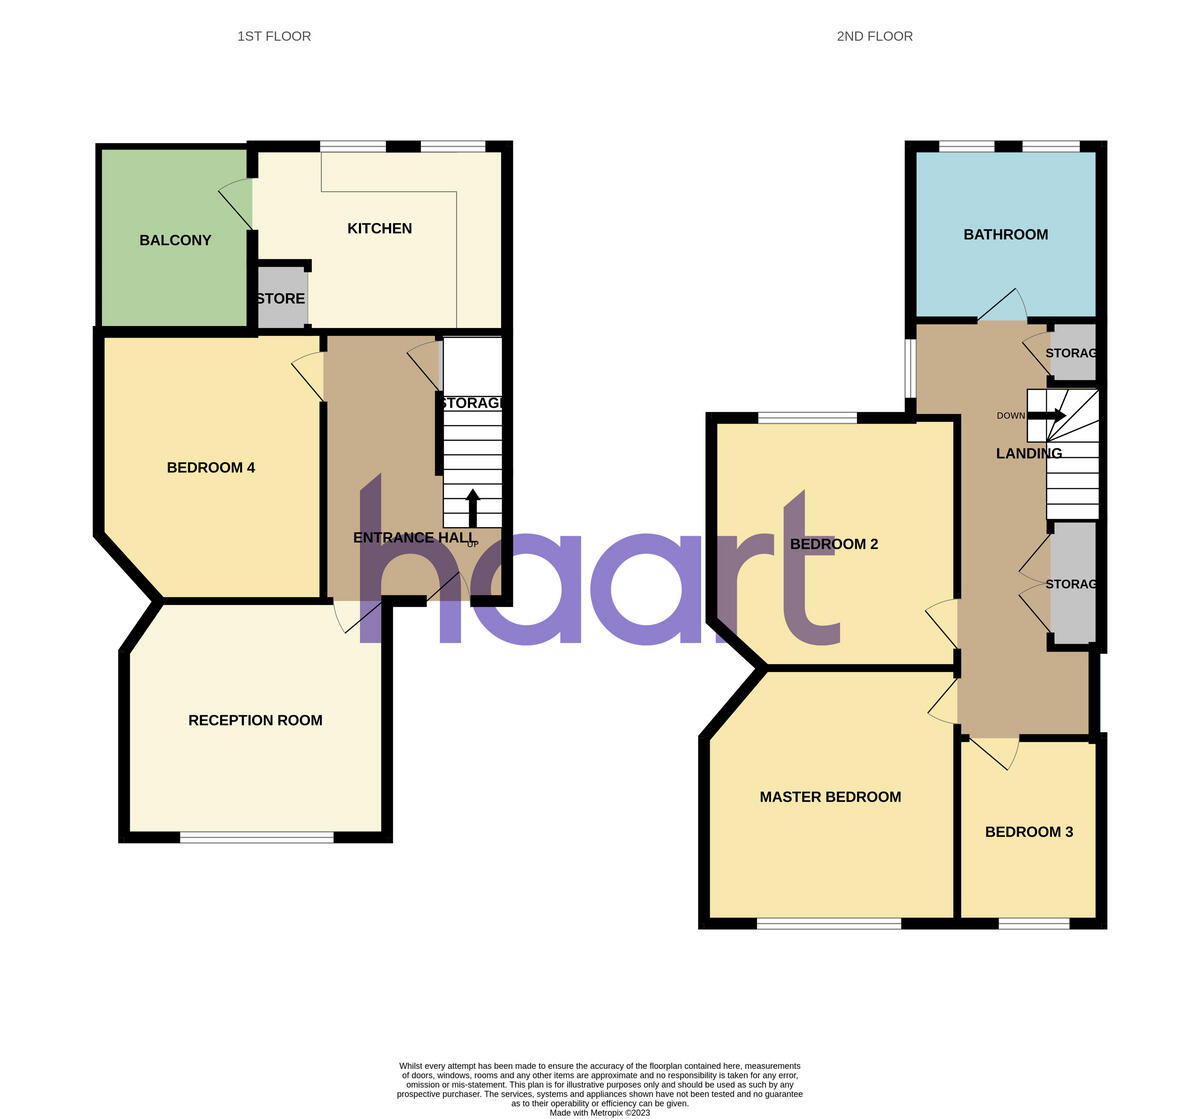 1ST FLOOR
2ND FLOOR
BALCONY
KITCHEN
STORE
BEDROOM 4
STORAGE
ENTRANCE HALL
UP
RECEPTION ROOM
BATHROOM
STORAG
DOWN
LANDING
BEDROOM 2
STORAG
MASTER BEDROOM
BEDROOM 3
haart
Whilst every attempt has been made to ensure the accuracy of the floorplan contained here, measurements
of doors, windows, rooms and any other items are approximate and no responsibility is taken for any error,
omission or mis-statement. This plan is for illustrative purposes only and should be used as such by any
prospective purchaser. The services, systems and appliances shown have not been tested and no guarantee
as to their operability or efficiency can be given.
Made with Metropix ©2023